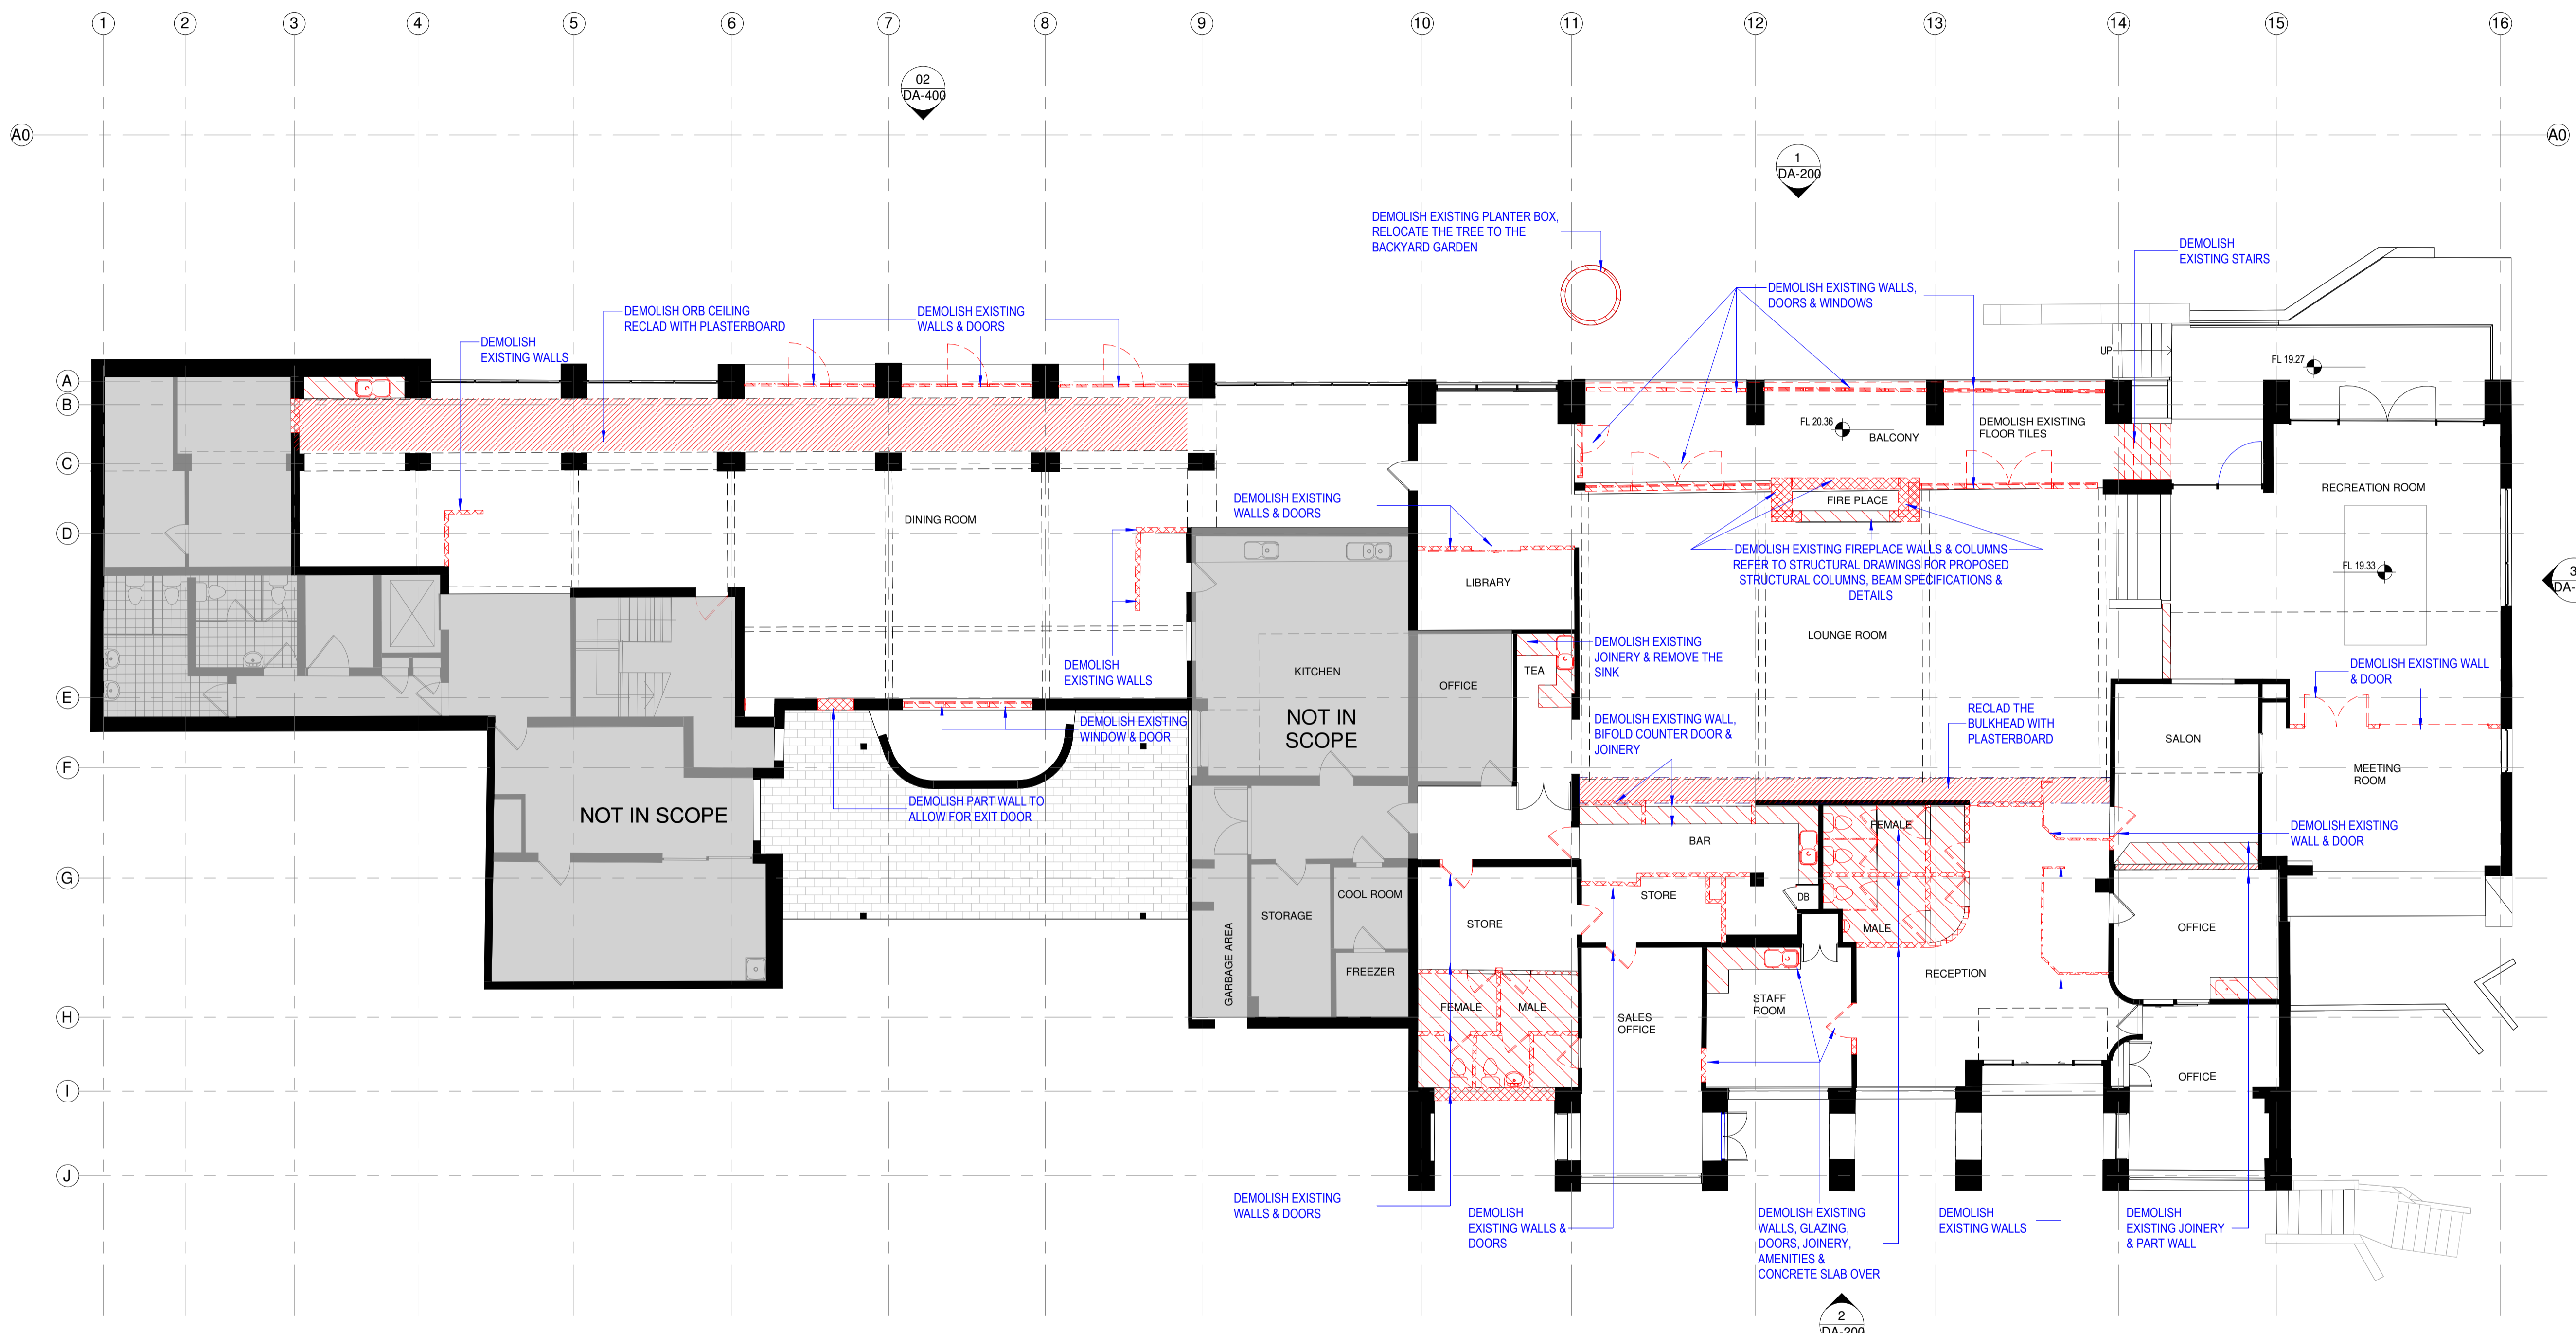 1 2 3 4 5 6 7 8 9 10 11 12 13 14 15 16
02
DA-400
A0
A0
1
DA-200
DEMOLISH EXISTING PLANTER BOX,
RELOCATE THE TREE TO THE
BACKYARD GARDEN
DEMOLISH
EXISTING STAIRS
DEMOLISH ORB CEILING
RECLAD WITH PLASTERBOARD
DEMOLISH EXISTING
WALLS & DOORS
DEMOLISH EXISTING WALLS,
DOORS & WINDOWS
DEMOLISH
EXISTING WALLS
UP
FL 19.27
A
B
C
D
E
F
G
H
I
J
FL 20.36
BALCONY
DEMOLISH EXISTING
FLOOR TILES
DINING ROOM
DEMOLISH EXISTING
WALLS & DOORS
FIRE PLACE
RECREATION ROOM
DEMOLISH EXISTING FIREPLACE WALLS & COLUMNS
REFER TO STRUCTURAL DRAWINGS FOR PROPOSED
STRUCTURAL COLUMNS, BEAM SPECIFICATIONS &
DETAILS
LIBRARY
FL 19.33
3
LOUNGE ROOM
DEMOLISH EXISTING
JOINERY & REMOVE THE
SINK
DEMOLISH
EXISTING WALLS
KITCHEN
OFFICE
TEA
DEMOLISH EXISTING WALL
& DOOR
NOT IN
SCOPE
DEMOLISH EXISTING
WINDOW & DOOR
DEMOLISH EXISTING WALL,
BIFOLD COUNTER DOOR &
JOINERY
RECLAD THE
BULKHEAD WITH
PLASTERBOARD
SALON
MEETING
ROOM
NOT IN SCOPE
DEMOLISH PART WALL TO
ALLOW FOR EXIT DOOR
BAR
FEMALE
DEMOLISH EXISTING
WALL & DOOR
COOL ROOM
STORAGE
GARBAGE AREA
FREEZER
STORE
STORE
DB
MALE
OFFICE
RECEPTION
FEMALE
MALE
SALES
OFFICE
STAFF
ROOM
OFFICE
DEMOLISH EXISTING
WALLS & DOORS
DEMOLISH
EXISTING WALLS &
DOORS
DEMOLISH EXISTING
WALLS, GLAZING,
DOORS, JOINERY,
AMENITIES &
CONCRETE SLAB OVER
DEMOLISH
EXISTING WALLS
DEMOLISH
EXISTING JOINERY
& PART WALL
2
DA-200